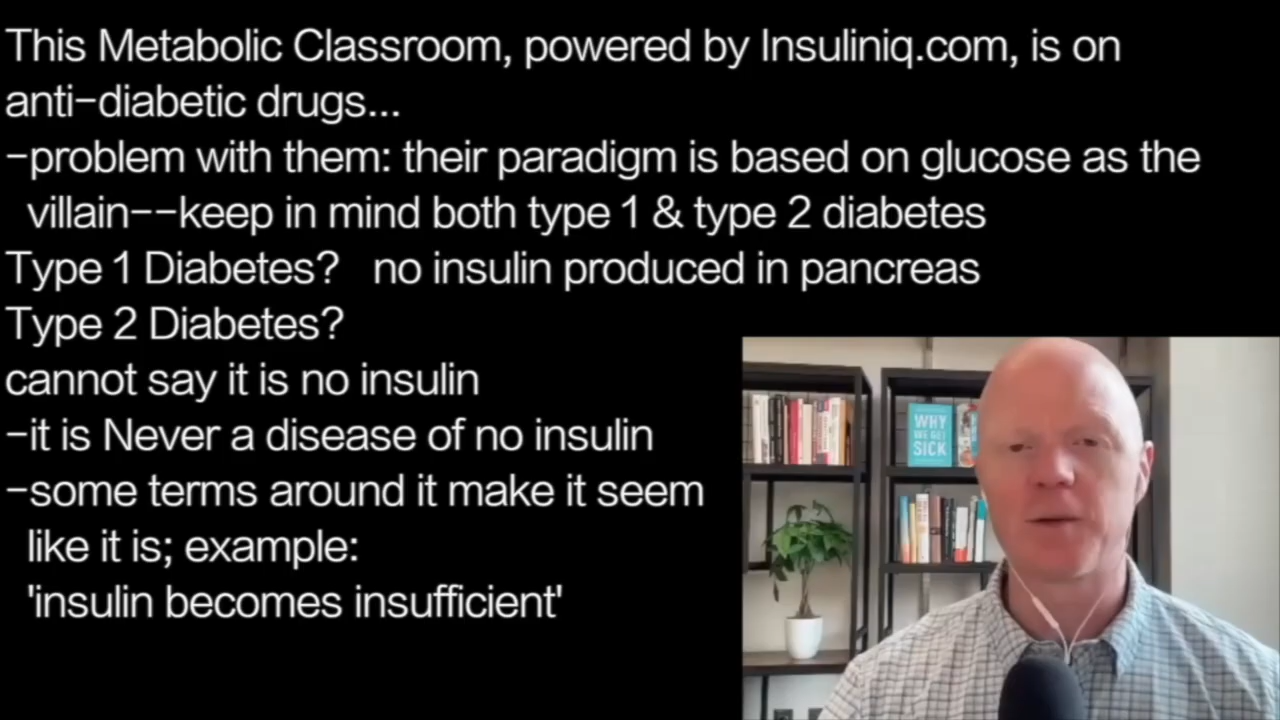 This Metabolic Classroom, powered by Insuliniq.com, is on
anti-diabetic drugs...
-problem with them: their paradigm is based on glucose as the
villain--keep in mind both type 1 & type 2 diabetes
Type 1 Diabetes? no insulin produced in pancreas
Type 2 Diabetes?
cannot say it is no insulin
-it is Never a disease of no insulin
-some terms around it make it seem
like it is; example:
'insulin becomes insufficient'
WHY
WE GET
SICK